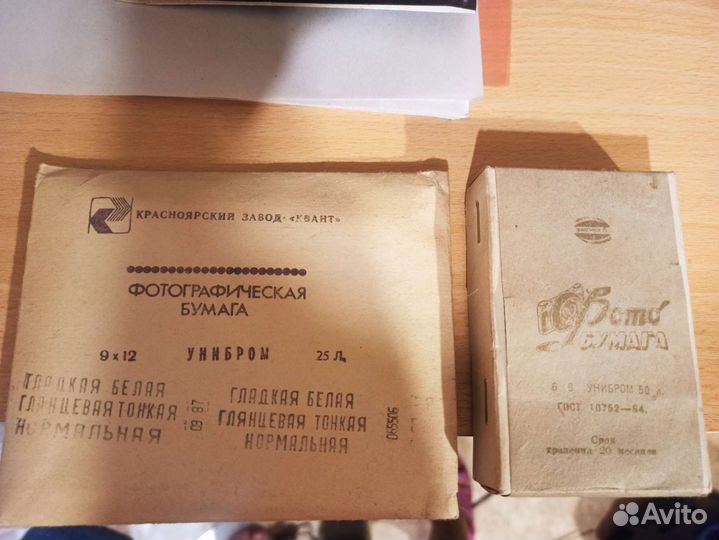 КРАСНОЯРСКИЙ ЗАВОД «КВАНТ»
ФОТОГРАФИЧЕСКАЯ
БУМАГА
9 х 12 УНИБРОМ 25 Л.
ГЛАДКАЯ БЕЛАЯ
ГЛЯНЦЕВАЯ ТОНКАЯ
НОРМАЛЬНАЯ
09 87
ГЛАДКАЯ БЕЛАЯ
ГЛЯНЦЕВАЯ ТОНКАЯ
НОРМАЛЬНАЯ
065506
Фото
БУМАГА
6 9 УНИБРОМ 50 л.
ГОСТ 10752—64.
Срок
хранения 20 месяцев
Avito